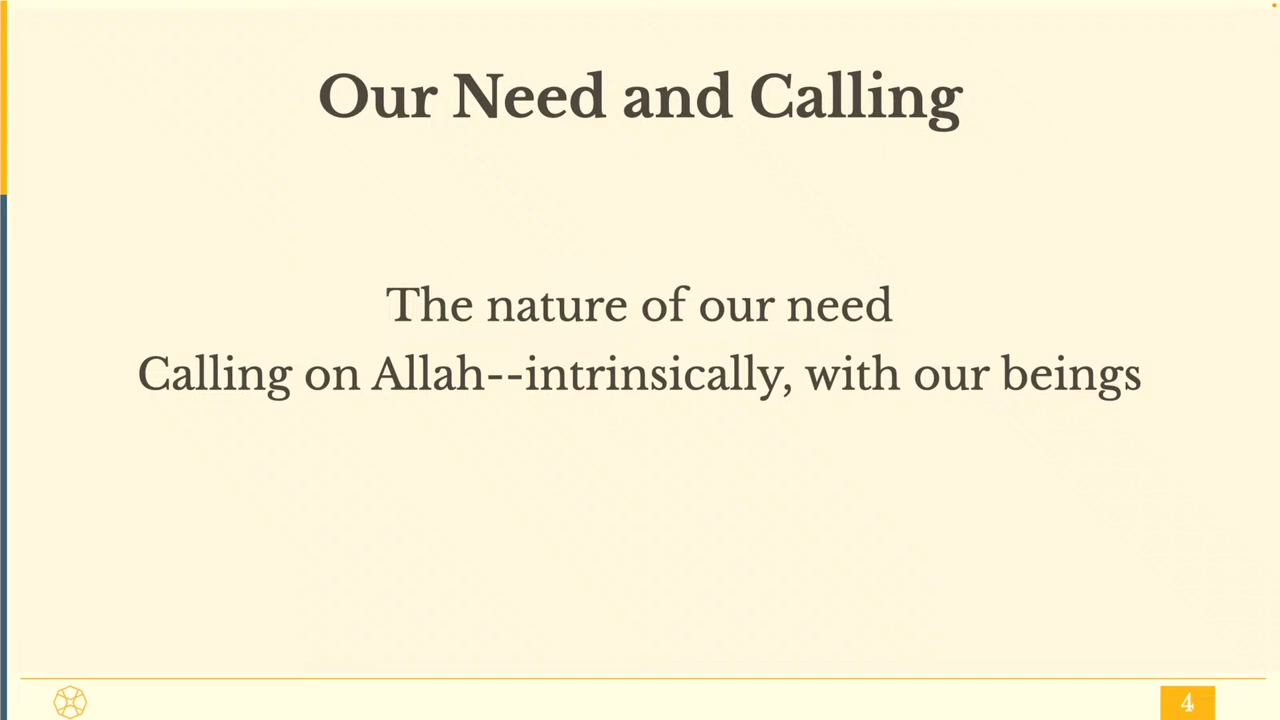 Our Need and Calling
The nature of our need
Calling on Allah--intrinsically, with our beings
4